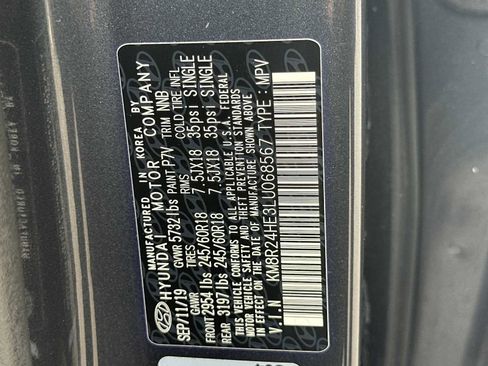 MANUFACTURED IN KOREA BY
HYUNDAI MOTOR COMPANY
SEP/11/19 GVWR 5732 lbs PAINT P7V TRIM NNB
GAWR TIRES RIMS COLD TIRE INFL.
FRONT 2954 lbs 245/60R18 7.5JX18 35psi SINGLE
REAR 3197 lbs 245/60R18 7.5JX18 35psi SINGLE
THIS VEHICLE CONFORMS TO ALL APPLICABLE U.S.A. FEDERAL
MOTOR VEHICLE SAFETY, BUMPER, AND THEFT PREVENTION STANDARDS
IN EFFECT ON THE DATE OF MANUFACTURE SHOWN ABOVE.
V.I.N KM8R24HE3LU068567 TYPE : MPV